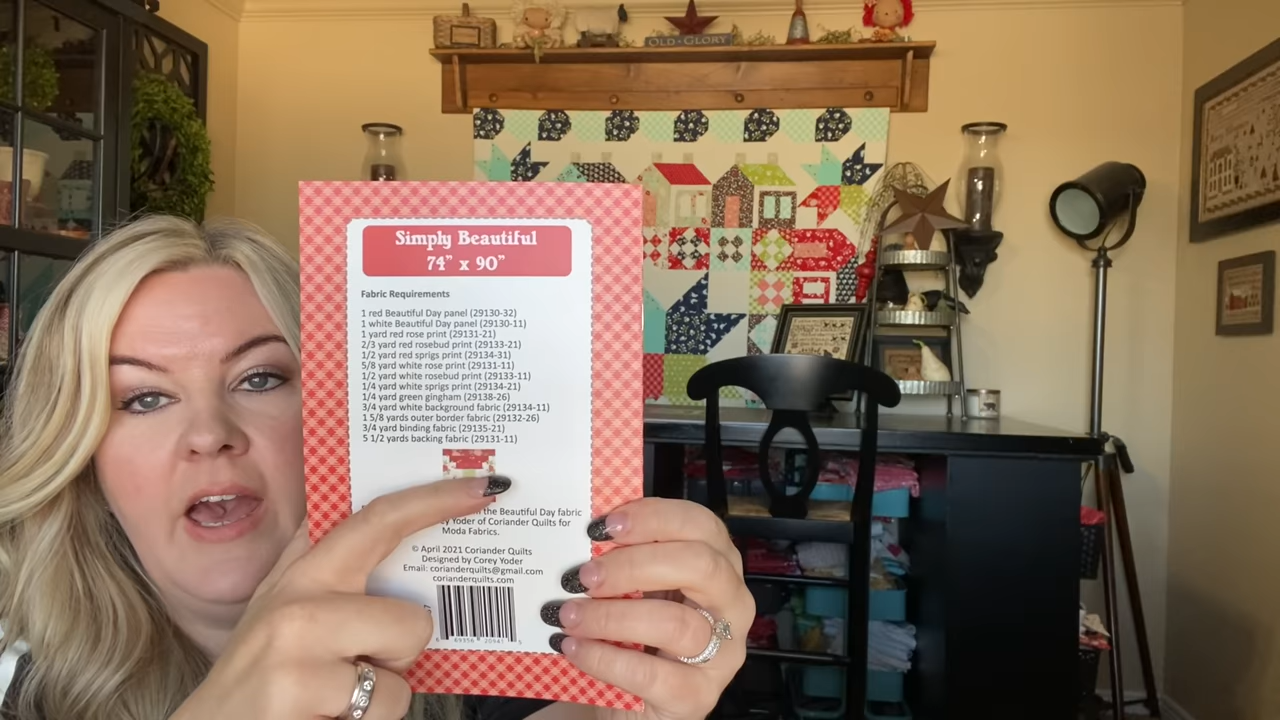 OLD GLORY
Simply Beautiful
74” x 90”
Fabric Requirements
1 red Beautiful Day panel (29130-32)
1 white Beautiful Day panel (29130-11)
1 yard red rose print (29131-21)
2/3 yard red rosebud print (29133-21)
1/2 yard red sprigs print (29134-31)
5/8 yard white rose print (29131-11)
1/2 yard white rosebud print (29133-11)
1/4 yard white sprigs print (29134-21)
1/4 yard green gingham (29138-26)
3/4 yard white background fabric (29134-11)
1 5/8 yards outer border fabric (29132-26)
3/4 yard binding fabric (29135-21)
5 1/2 yards backing fabric (29131-11)
the Beautiful Day fabric
Yoder of Coriander Quilts for
Moda Fabrics.
© April 2021 Coriander Quilts
Designed by Corey Yoder
Email: corianderquilts@gmail.com
corianderquilts.com